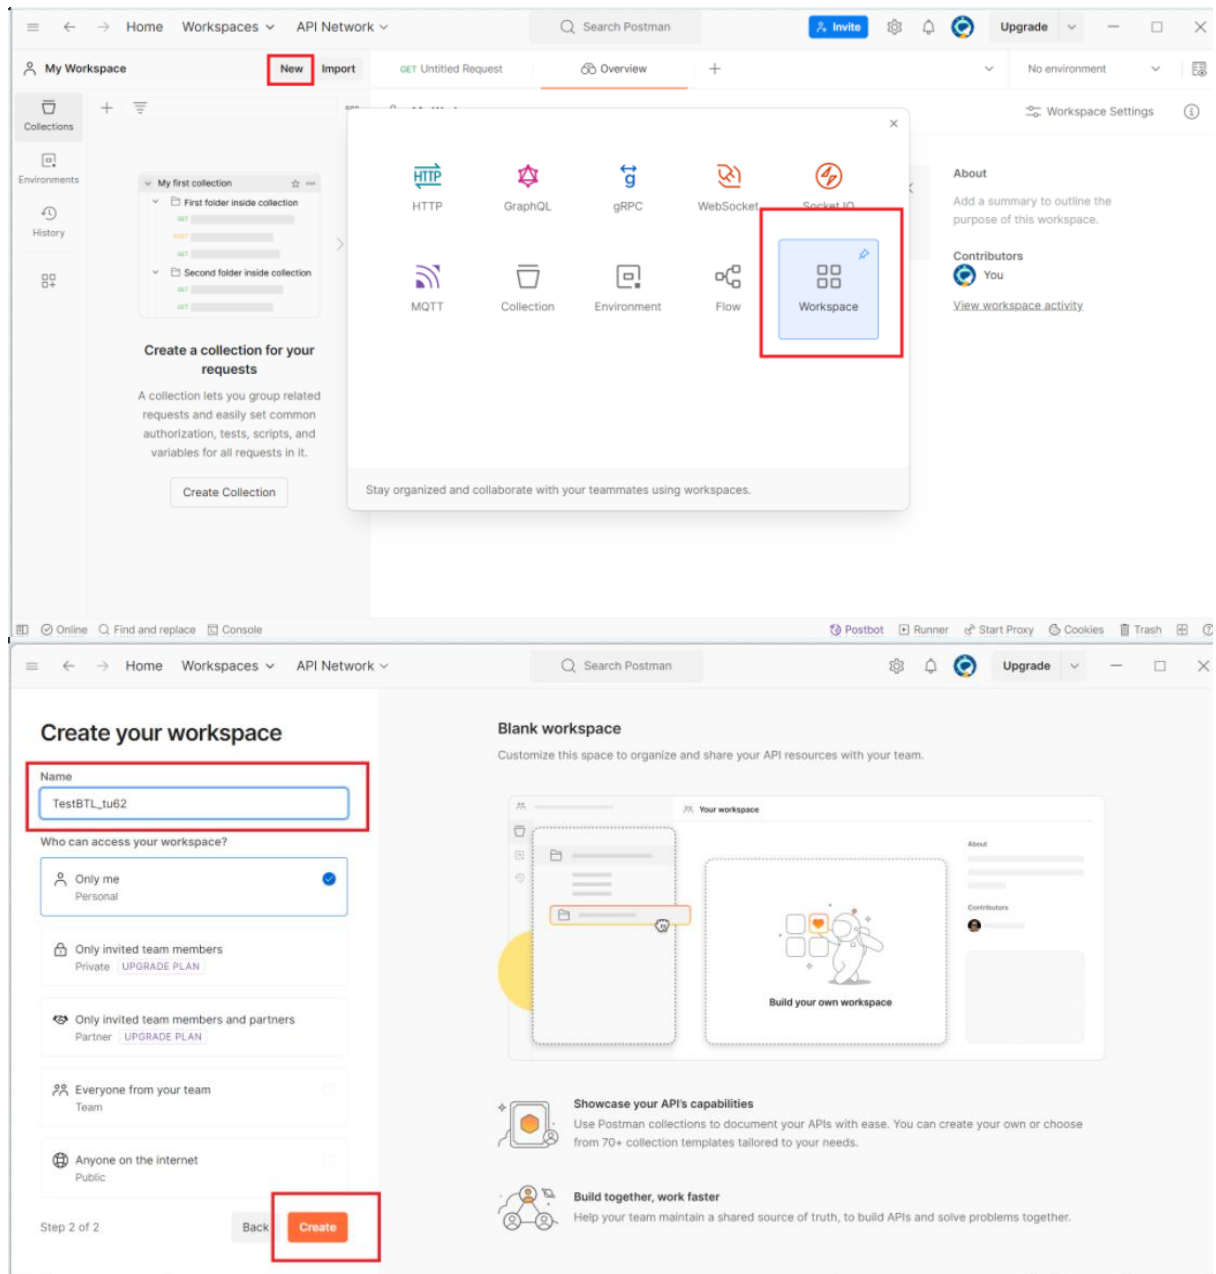 Home Workspaces API Network Search Postman Invite Upgrade
My Workspace New Import GET Untitled Request Overview No environment
Collections
Workspace Settings
Environments
History
My first collection
First folder inside collection
GET
POST
GET
Second folder inside collection
GET
GET
Create a collection for your
requests
A collection lets you group related
requests and easily set common
authorization, tests, scripts, and
variables for all requests in it.
Create Collection
HTTP GraphQL gRPC WebSocket Socket.IO
MQTT Collection Environment Flow Workspace
Stay organized and collaborate with your teammates using workspaces.
About
Add a summary to outline the
purpose of this workspace.
Contributors
You
View workspace activity
Online Find and replace Console Postbot Runner Start Proxy Cookies Trash
Home Workspaces API Network Search Postman Upgrade
Create your workspace
Name
TestBTL_tu62
Who can access your workspace?
Only me
Personal
Only invited team members
Private UPGRADE PLAN
Only invited team members and partners
Partner UPGRADE PLAN
Everyone from your team
Team
Anyone on the internet
Public
Step 2 of 2 Back Create
Blank workspace
Customize this space to organize and share your API resources with your team.
Your workspace
About
Contributors
Build your own workspace
Showcase your API's capabilities
Use Postman collections to document your APIs with ease. You can create your own or choose
from 70+ collection templates tailored to your needs.
Build together, work faster
Help your team maintain a shared source of truth, to build APIs and solve problems together.